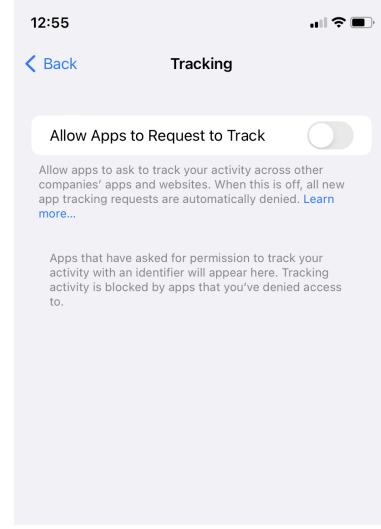 12:55
Back
Tracking
Allow Apps to Request to Track
Allow apps to ask to track your activity across other
companies’ apps and websites. When this is off, all new
app tracking requests are automatically denied. Learn
more...
Apps that have asked for permission to track your
activity with an identifier will appear here. Tracking
activity is blocked by apps that you’ve denied access
to.